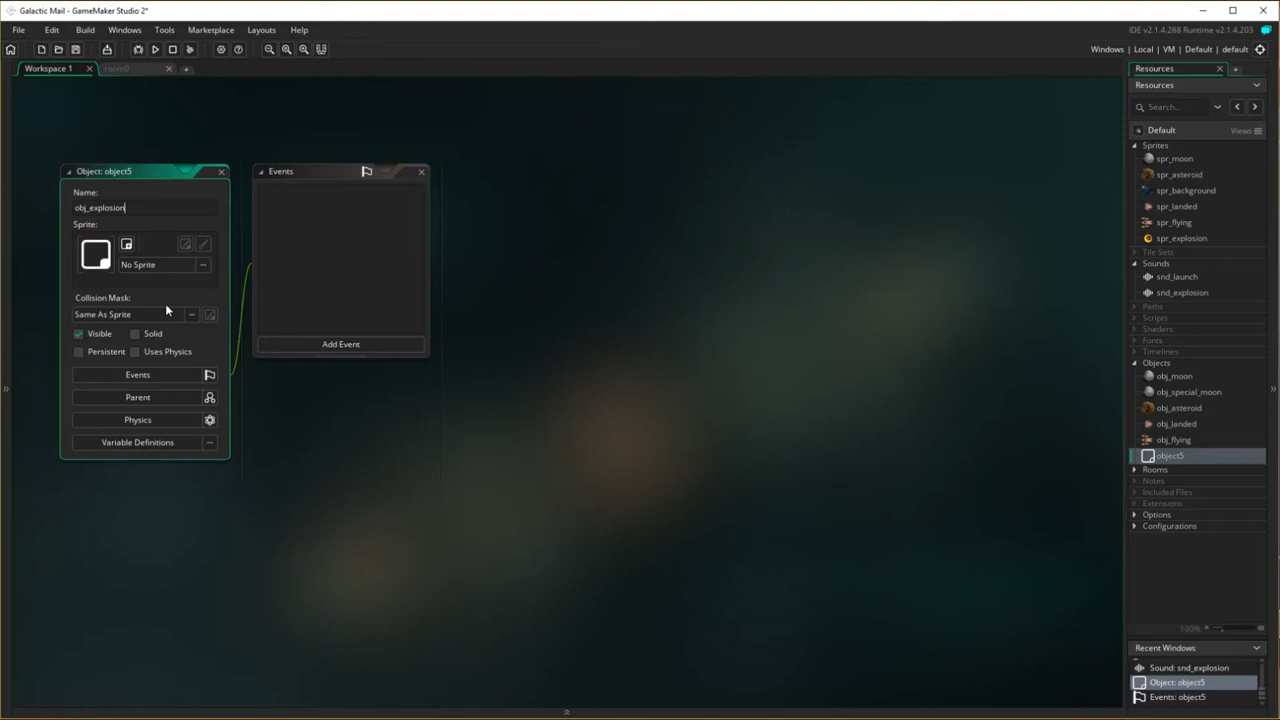 Galactic Mail - GameMaker Studio 2*
File Edit Build Windows Tools Marketplace Layouts Help
IDE v2.1.4.288 Runtime v2.1.4.203
Windows | Local | VM | Default | default
Workspace 1
room0
Resources
Resources
Search...
Default
Views
Sprites
spr_moon
spr_asteroid
spr_background
spr_landed
spr_flying
spr_explosion
Tile Sets
Sounds
snd_launch
snd_explosion
Paths
Scripts
Shaders
Fonts
Timelines
Objects
obj_moon
obj_special_moon
obj_asteroid
obj_landed
obj_flying
object5
Rooms
Notes
Included Files
Extensions
Options
Configurations
100%
Recent Windows
Sound: snd_explosion
Object: object5
Events: object5
Object: object5
Name:
obj_explosion
Sprite:
No Sprite
Collision Mask:
Same As Sprite
Visible Solid
Persistent Uses Physics
Events
Parent
Physics
Variable Definitions
Events
Add Event